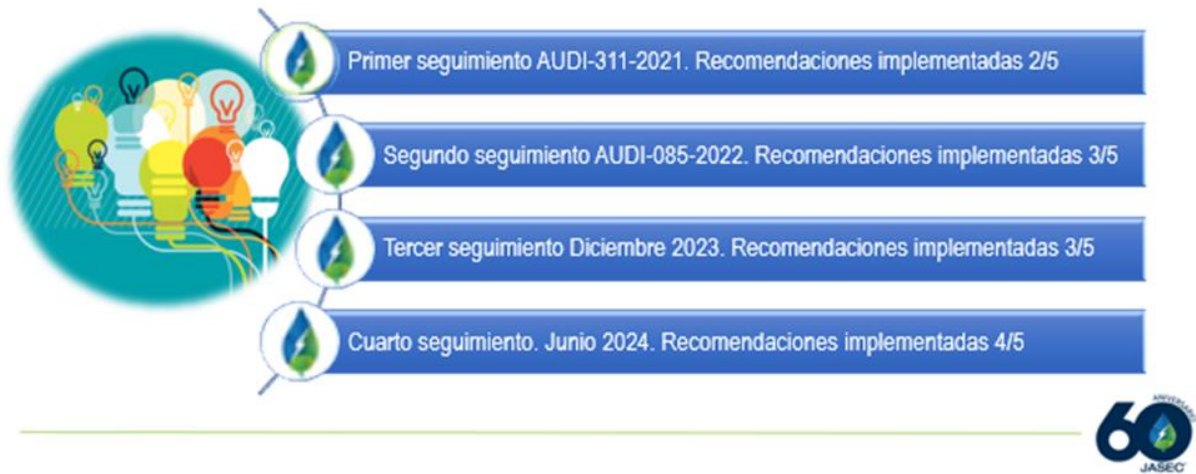 Primer seguimiento AUDI-311-2021. Recomendaciones implementadas 2/5
Segundo seguimiento AUDI-085-2022. Recomendaciones implementadas 3/5
Tercer seguimiento Diciembre 2023. Recomendaciones implementadas 3/5
Cuarto seguimiento. Junio 2024. Recomendaciones implementadas 4/5
ANIVERSARIO
60
JASEC